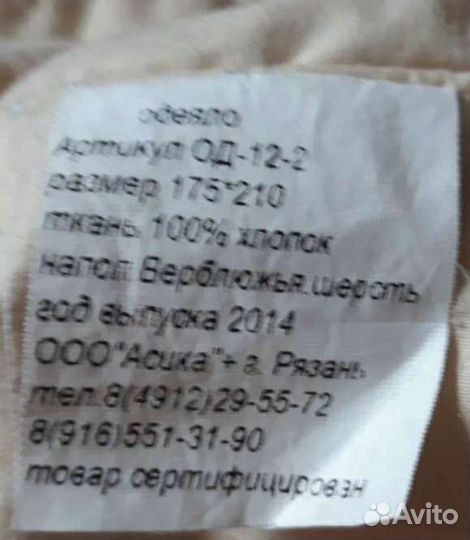 одеяло
Артикул ОД-12-2
размер 175*210
ткань 100% хлопок
напол. Верблюжья.шерсть
год выпуска 2014
ООО"Асика"+ г. Рязань
тел.8(4912)29-55-72
8(916)551-31-90
товар сертифицирован
Avito